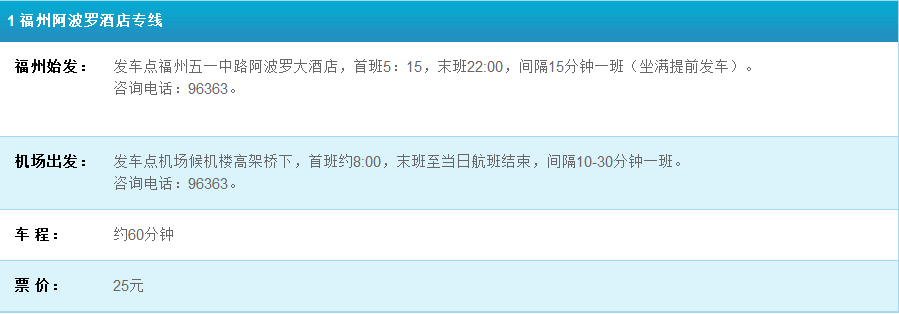 1 福州阿波罗酒店专线
福州始发： 发车点福州五一中路阿波罗大酒店，首班5：15，末班22:00，间隔15分钟一班（坐满提前发车）。
咨询电话：96363。
机场出发： 发车点机场候机楼高架桥下，首班约8:00，末班至当日航班结束，间隔10-30分钟一班。
咨询电话：96363。
车 程： 约60分钟
票 价： 25元